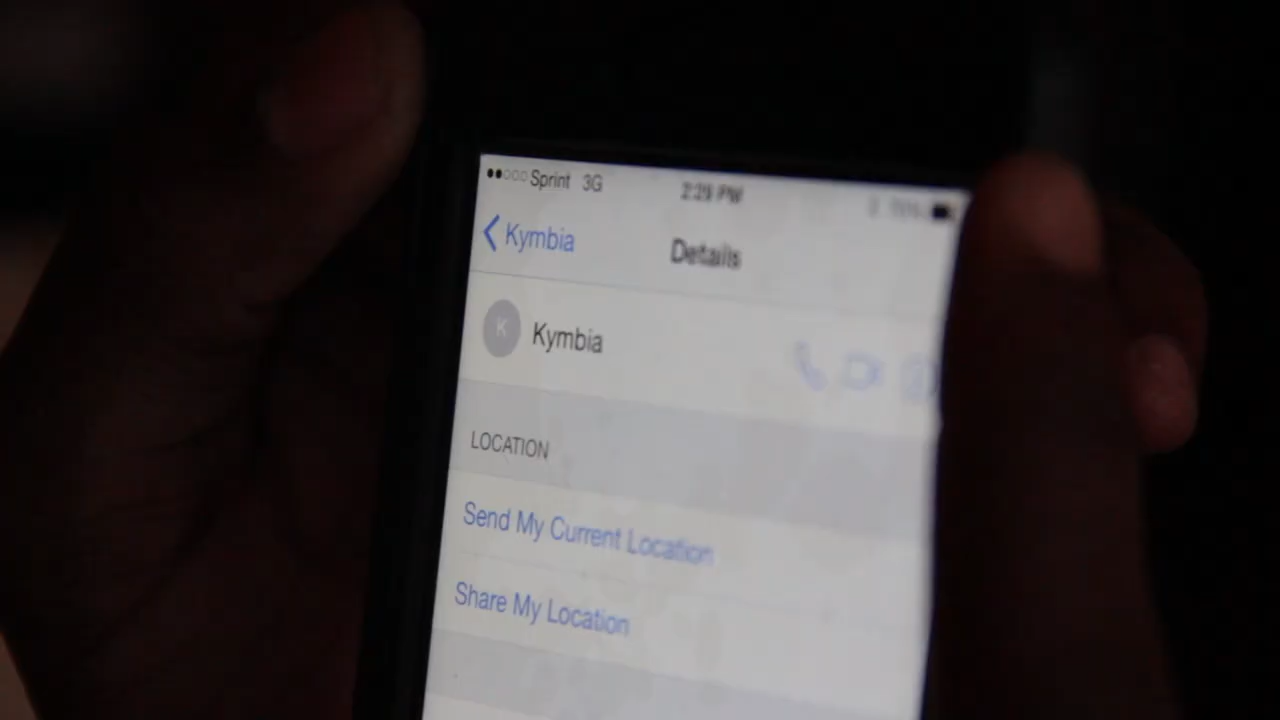 Sprint 3G 2:29 PM
Kymbia Details
K Kymbia
LOCATION
Send My Current Location
Share My Location